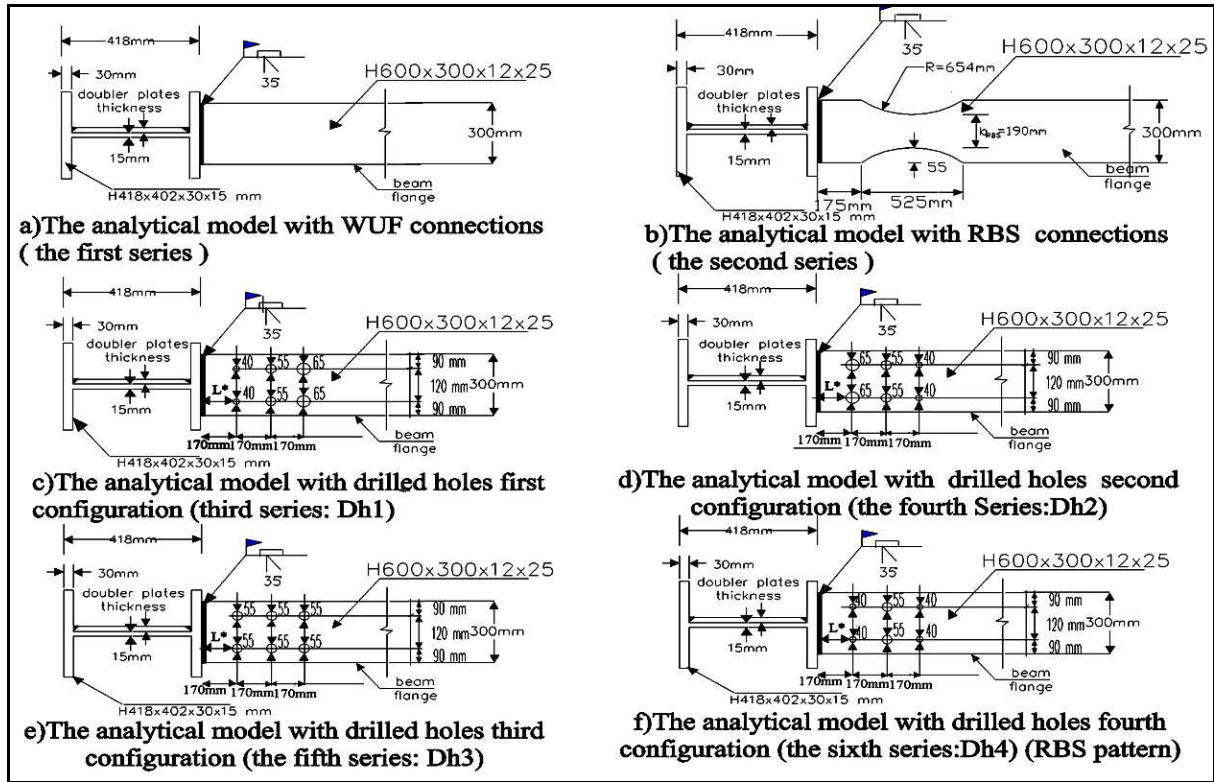 418mm
30mm
35
H600x300x12x25
doubler plates
thickness
300mm
15mm
H418x402x30x15 mm
beam
flange
a)The analytical model with WUF connections
( the first series )
418mm
30mm
35
H600x300x12x25
R=654mm
doubler plates
thickness
=190mm
300mm
15mm
55
beam
flange
175mm
525mm
H418x402x30x15 mm
b)The analytical model with RBS connections
( the second series )
418mm
30mm
35
H600x300x12x25
doubler plates
thickness
40 55 65
90 mm
L*
120 mm
300mm
40 55 65
90 mm
15mm
170mm 170mm 170mm
beam
flange
H418x402x30x15 mm
c)The analytical model with drilled holes first
configuration (third series: Dh1)
418mm
30mm
35
H600x300x12x25
doubler plates
thickness
65 55 40
90 mm
L*
120 mm
300mm
65 55 40
90 mm
15mm
170mm 170mm 170mm
beam
flange
H418x402x30x15 mm
d)The analytical model with drilled holes second
configuration (the fourth Series:Dh2)
418mm
30mm
35
H600x300x12x25
doubler plates
thickness
55 55 55
90 mm
L*
120 mm
300mm
55 55 55
90 mm
15mm
170mm 170mm 170mm
beam
flange
H418x402x30x15 mm
e)The analytical model with drilled holes third
configuration (the fifth series: Dh3)
418mm
30mm
35
H600x300x12x25
doubler plates
thickness
40 55 40
90 mm
L*
120 mm
300mm
40 55 40
90 mm
15mm
170mm 170mm 170mm
beam
flange
H418x402x30x15 mm
f)The analytical model with drilled holes fourth
configuration (the sixth series:Dh4) (RBS pattern)